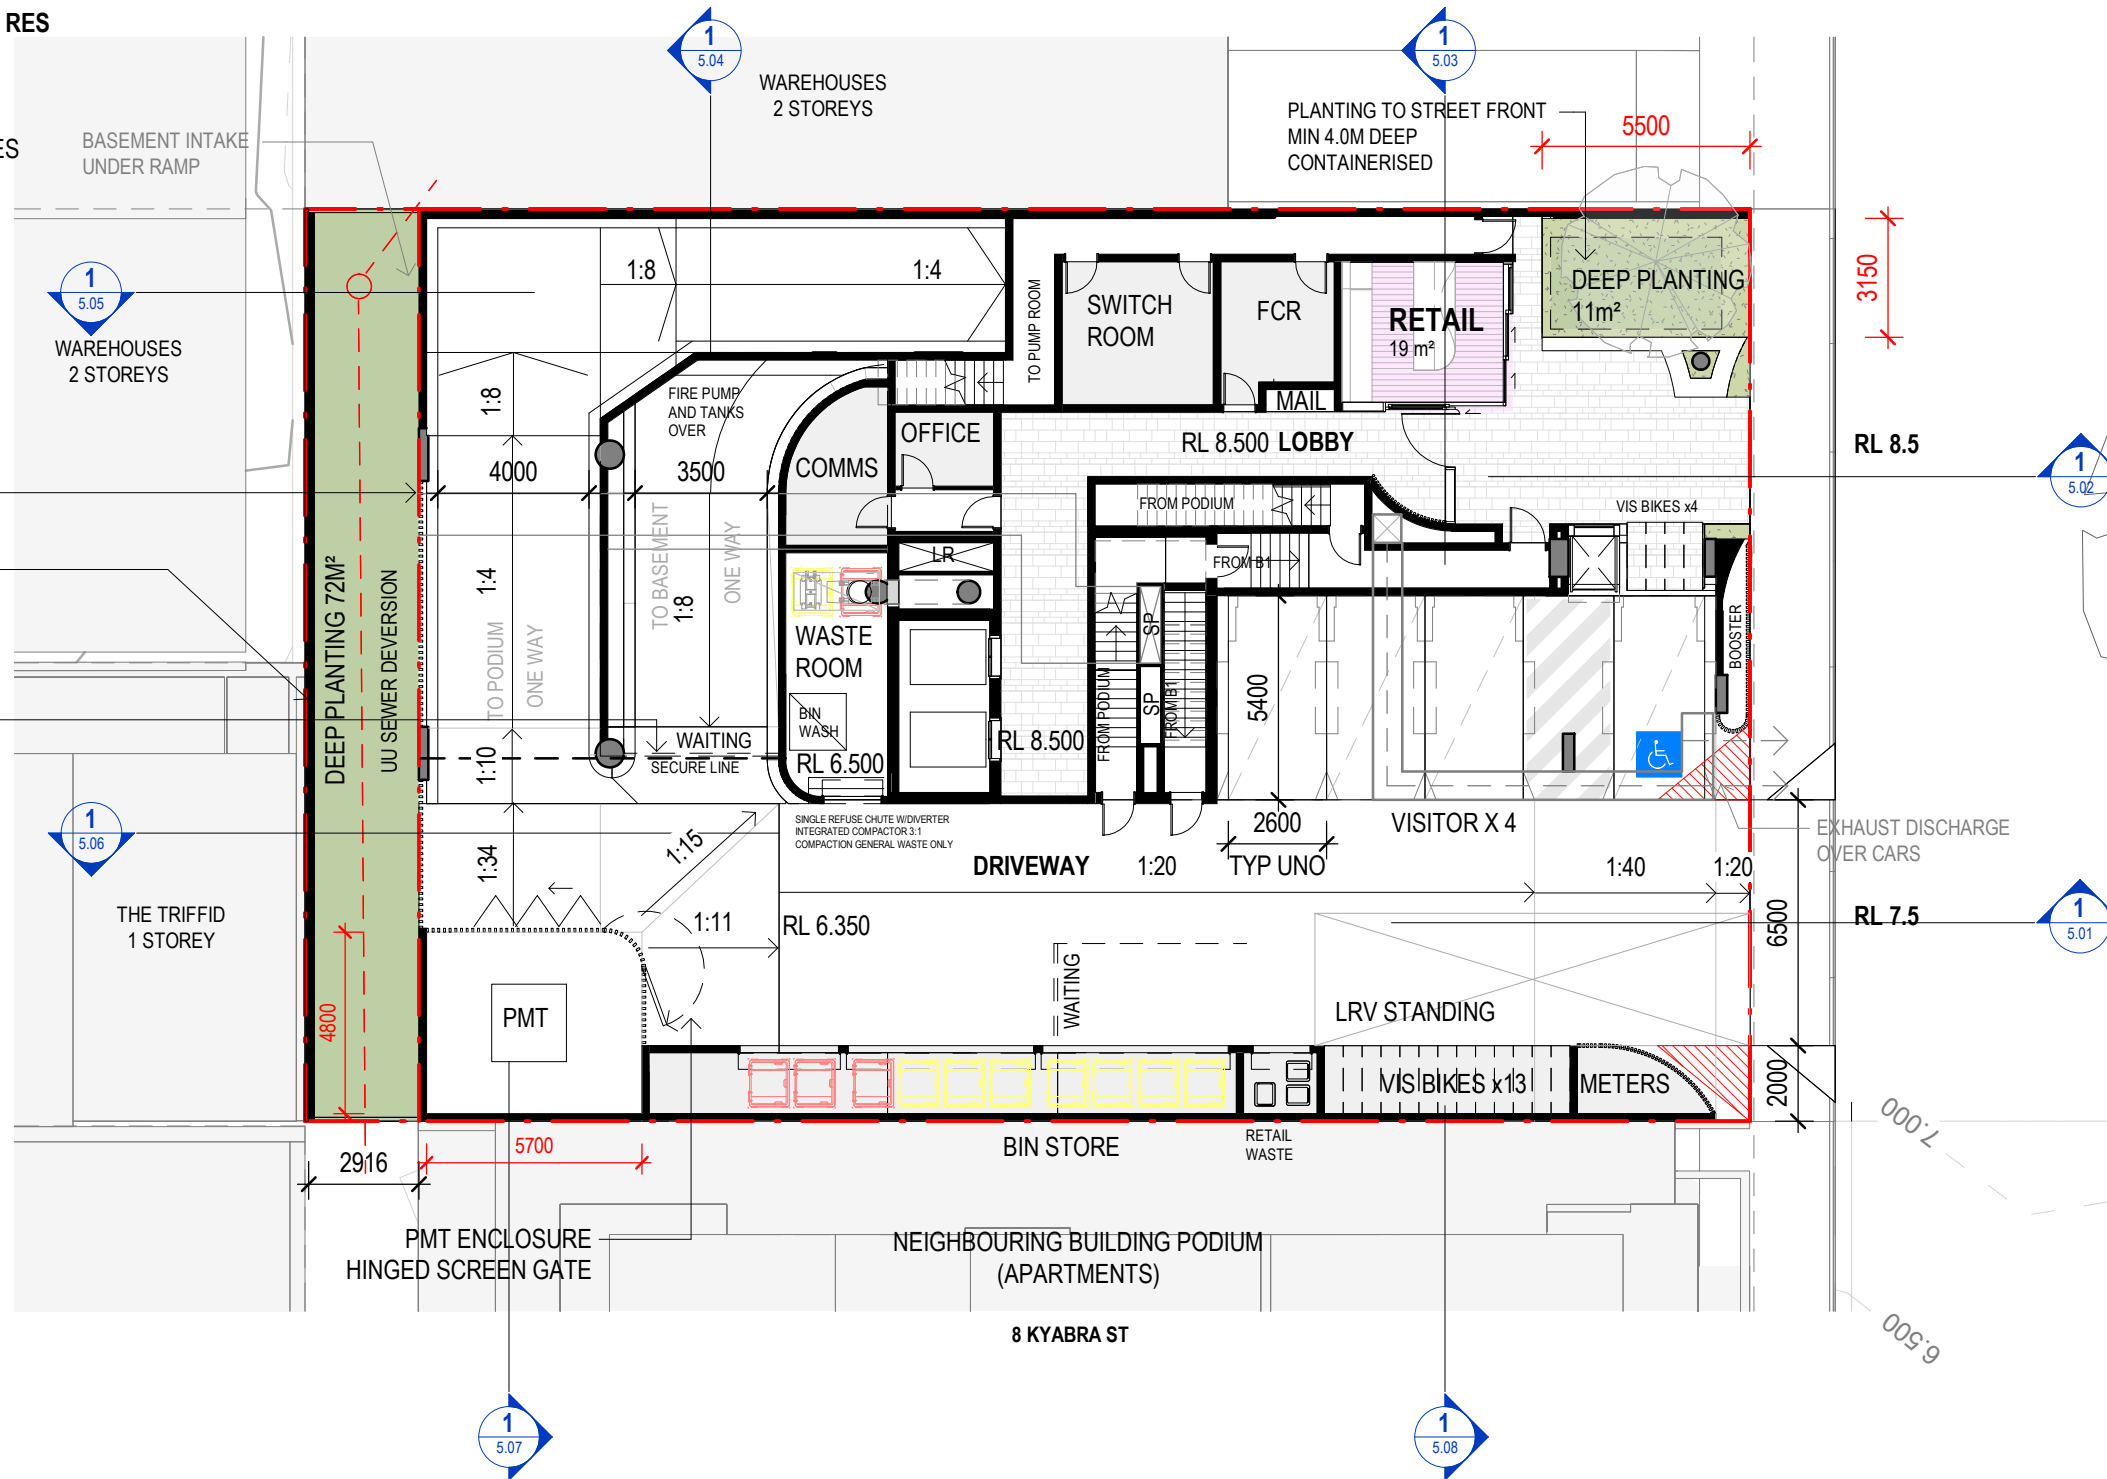 RES
1
5.04
1
5.03
WAREHOUSES
2 STOREYS
PLANTING TO STREET FRONT
MIN 4.0M DEEP
CONTAINERISED
5500
ES
BASEMENT INTAKE
UNDER RAMP
1
5.05
WAREHOUSES
2 STOREYS
1:8
1:4
TO PUMP ROOM
SWITCH
ROOM
FCR
RETAIL
19 m²
DEEP PLANTING
11m²
3150
1:8
FIRE PUMP
AND TANKS
OVER
MAIL
OFFICE
RL 8.500 LOBBY
RL 8.5
COMMS
4000
3500
1
5.02
FROM PODIUM
VIS BIKES x4
TO BASEMENT
ONE WAY
1:8
LR
FROM B1
DEEP PLANTING 72M²
UU SEWER DEVERSION
1:4
TO PODIUM
ONE WAY
WASTE
ROOM
SP
SP
FROM PODIUM
FROM B1
5400
BOOSTER
BIN
WASH
RL 6.500
RL 8.500
WAITING
SECURE LINE
1:10
1
5.06
SINGLE REFUSE CHUTE W/DIVERTER
INTEGRATED COMPACTOR 3:1
COMPACTION GENERAL WASTE ONLY
2600
TYP UNO
VISITOR X 4
EXHAUST DISCHARGE
OVER CARS
1:34
1:15
DRIVEWAY
1:20
1:40
1:20
THE TRIFFID
1 STOREY
1:11
RL 6.350
6500
RL 7.5
1
5.01
WAITING
4800
PMT
LRV STANDING
VIS BIKES x13
METERS
2000
7.000
2916
5700
BIN STORE
RETAIL
WASTE
PMT ENCLOSURE
HINGED SCREEN GATE
NEIGHBOURING BUILDING PODIUM
(APARTMENTS)
8 KYABRA ST
6.500
1
5.07
1
5.08